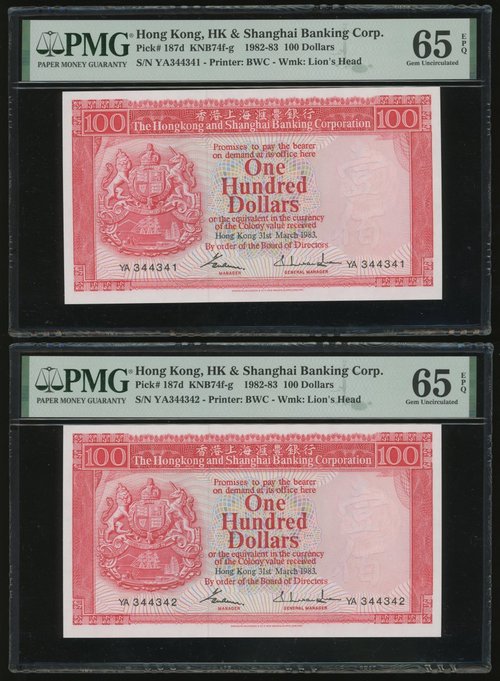 PMG
PAPER MONEY GUARANTY
Hong Kong, HK & Shanghai Banking Corp.
Pick# 187d KNB74f-g 1982-83 100 Dollars
S/N YA344341 - Printer: BWC - Wmk: Lion's Head
65 EPQ
Gem Uncirculated
100 香港上海滙豐銀行 100
The Hongkong and Shanghai Banking Corporation
Promises to pay the bearer
on demand at its office here
One
Hundred
Dollars
or the equivalent in the currency
of the Colony value received
Hong Kong 31st March 1983.
By order of the Board of Directors
YA 344341
MANAGER
GENERAL MANAGER
YA 344341
PMG
PAPER MONEY GUARANTY
Hong Kong, HK & Shanghai Banking Corp.
Pick# 187d KNB74f-g 1982-83 100 Dollars
S/N YA344342 - Printer: BWC - Wmk: Lion's Head
65 EPQ
Gem Uncirculated
100 香港上海滙豐銀行 100
The Hongkong and Shanghai Banking Corporation
Promises to pay the bearer
on demand at its office here
One
Hundred
Dollars
or the equivalent in the currency
of the Colony value received
Hong Kong 31st March 1983.
By order of the Board of Directors
YA 344342
MANAGER
GENERAL MANAGER
YA 344342